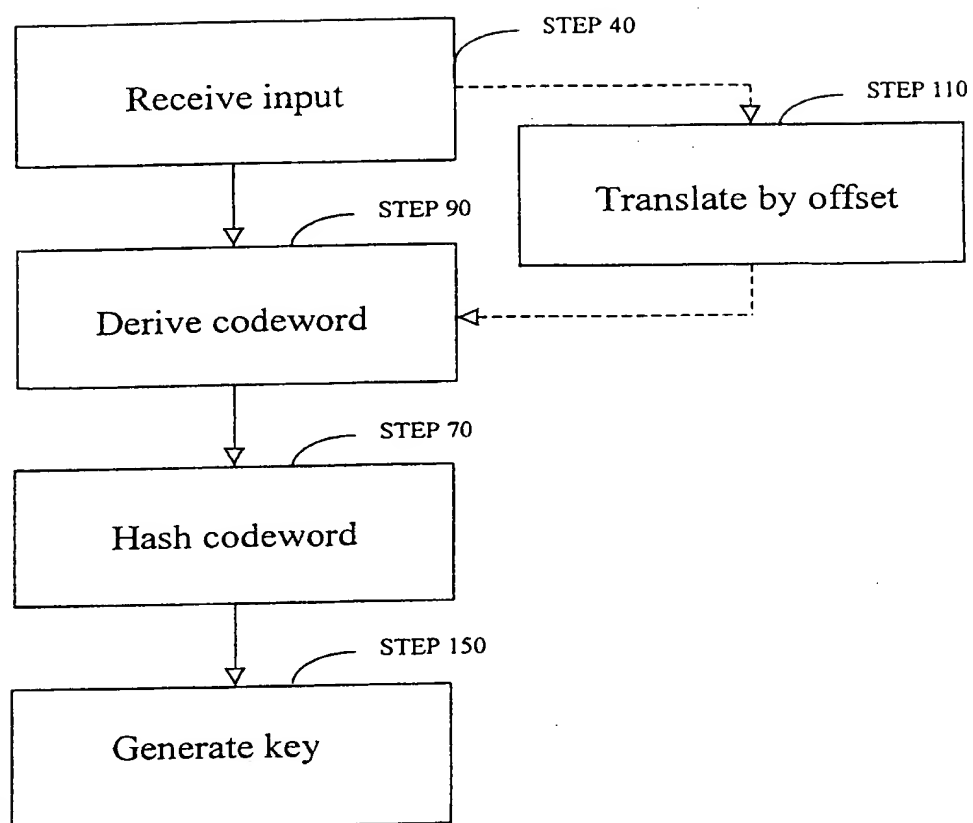 STEP 40
Receive input
STEP 110
Translate by offset
STEP 90
Derive codeword
STEP 70
Hash codeword
STEP 150
Generate key